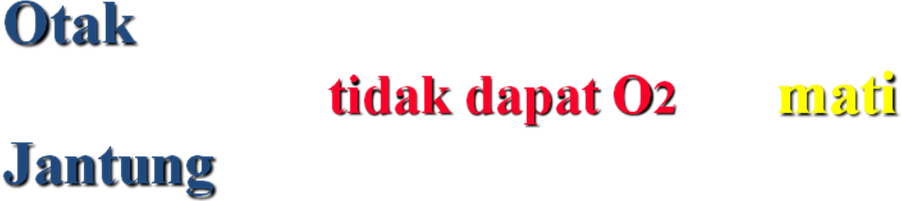 Otak
tidak dapat O2 mati
Jantung